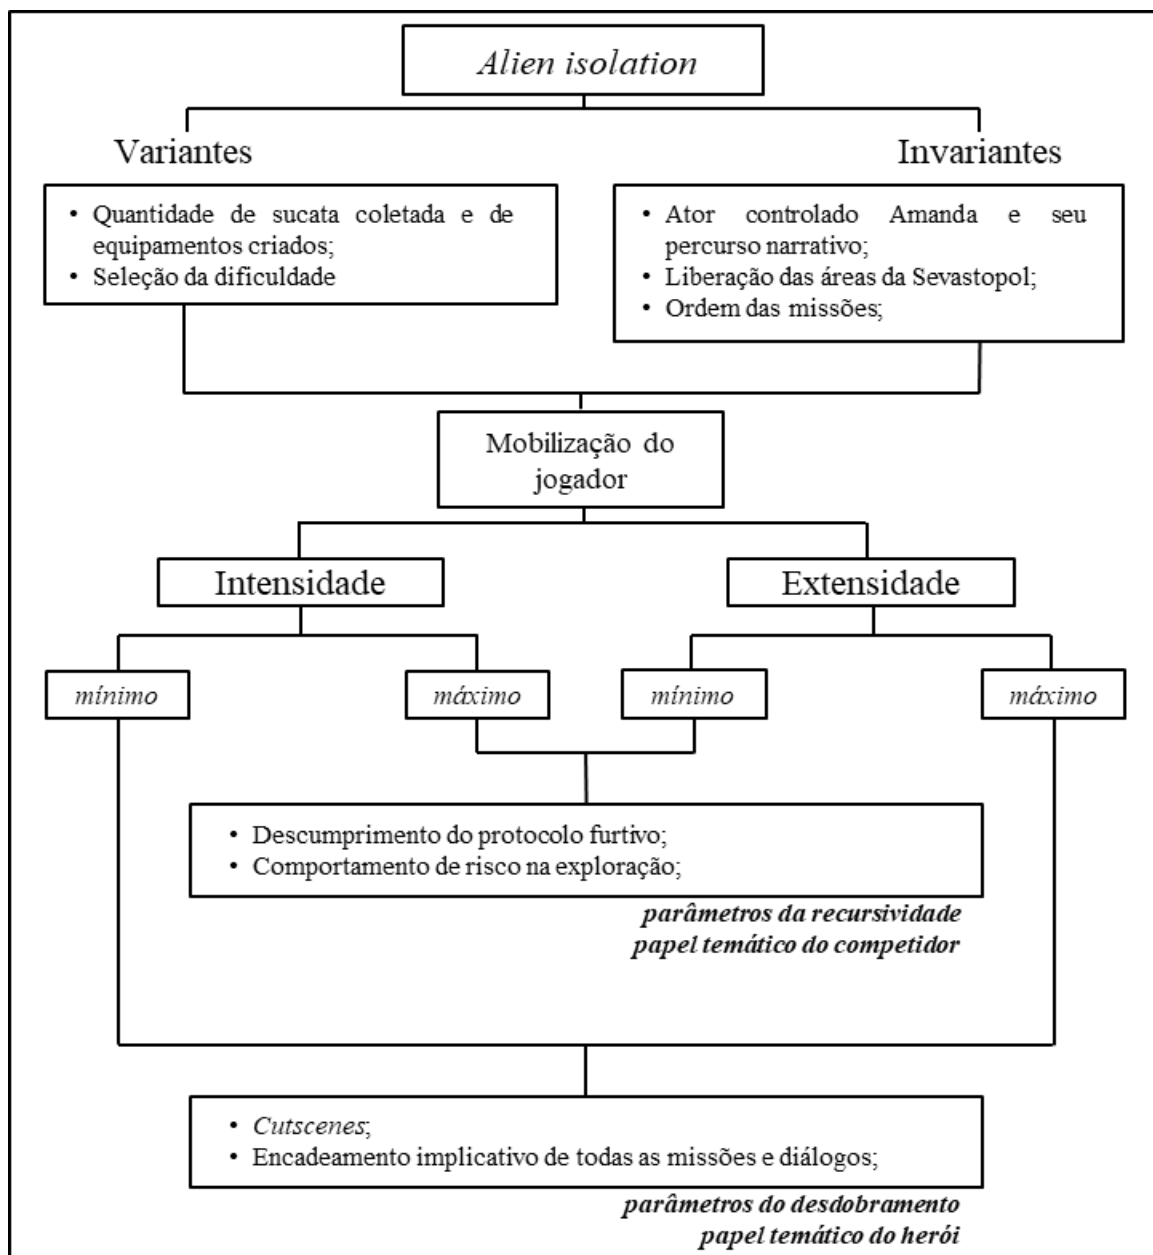 Alien isolation
Variantes
Invariantes
• Quantidade de sucata coletada e de
equipamentos criados;
• Seleção da dificuldade
• Ator controlado Amanda e seu
percurso narrativo;
• Liberação das áreas da Sevastopol;
• Ordem das missões;
Mobilização do
jogador
Intensidade
Extensidade
mínimo
máximo
mínimo
máximo
• Descumprimento do protocolo furtivo;
• Comportamento de risco na exploração;
parâmetros da recursividade
papel temático do competidor
• Cutscenes;
• Encadeamento implicativo de todas as missões e diálogos;
parâmetros do desdobramento
papel temático do herói